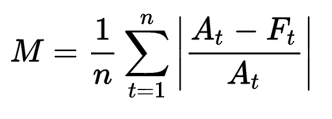 M = \frac{1}{n} \sum_{t=1}^{n} \left| \frac{A_t - F_t}{A_t} \right|